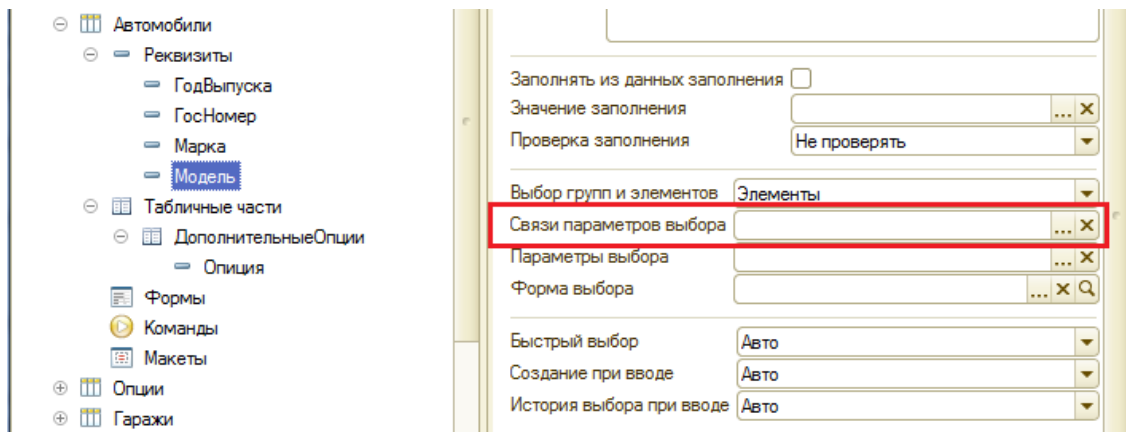 Автомобили
Реквизиты
ГодВыпуска
ГосНомер
Марка
Модель
Табличные части
ДополнительныеОпции
Опиция
Формы
Команды
Макеты
Опции
Гаражи
Заполнять из данных заполнения
Значение заполнения ...
Проверка заполнения Не проверять
Выбор групп и элементов Элементы
Связи параметров выбора ...
Параметры выбора ...
Форма выбора ...
Быстрый выбор Авто
Создание при вводе Авто
История выбора при вводе Авто